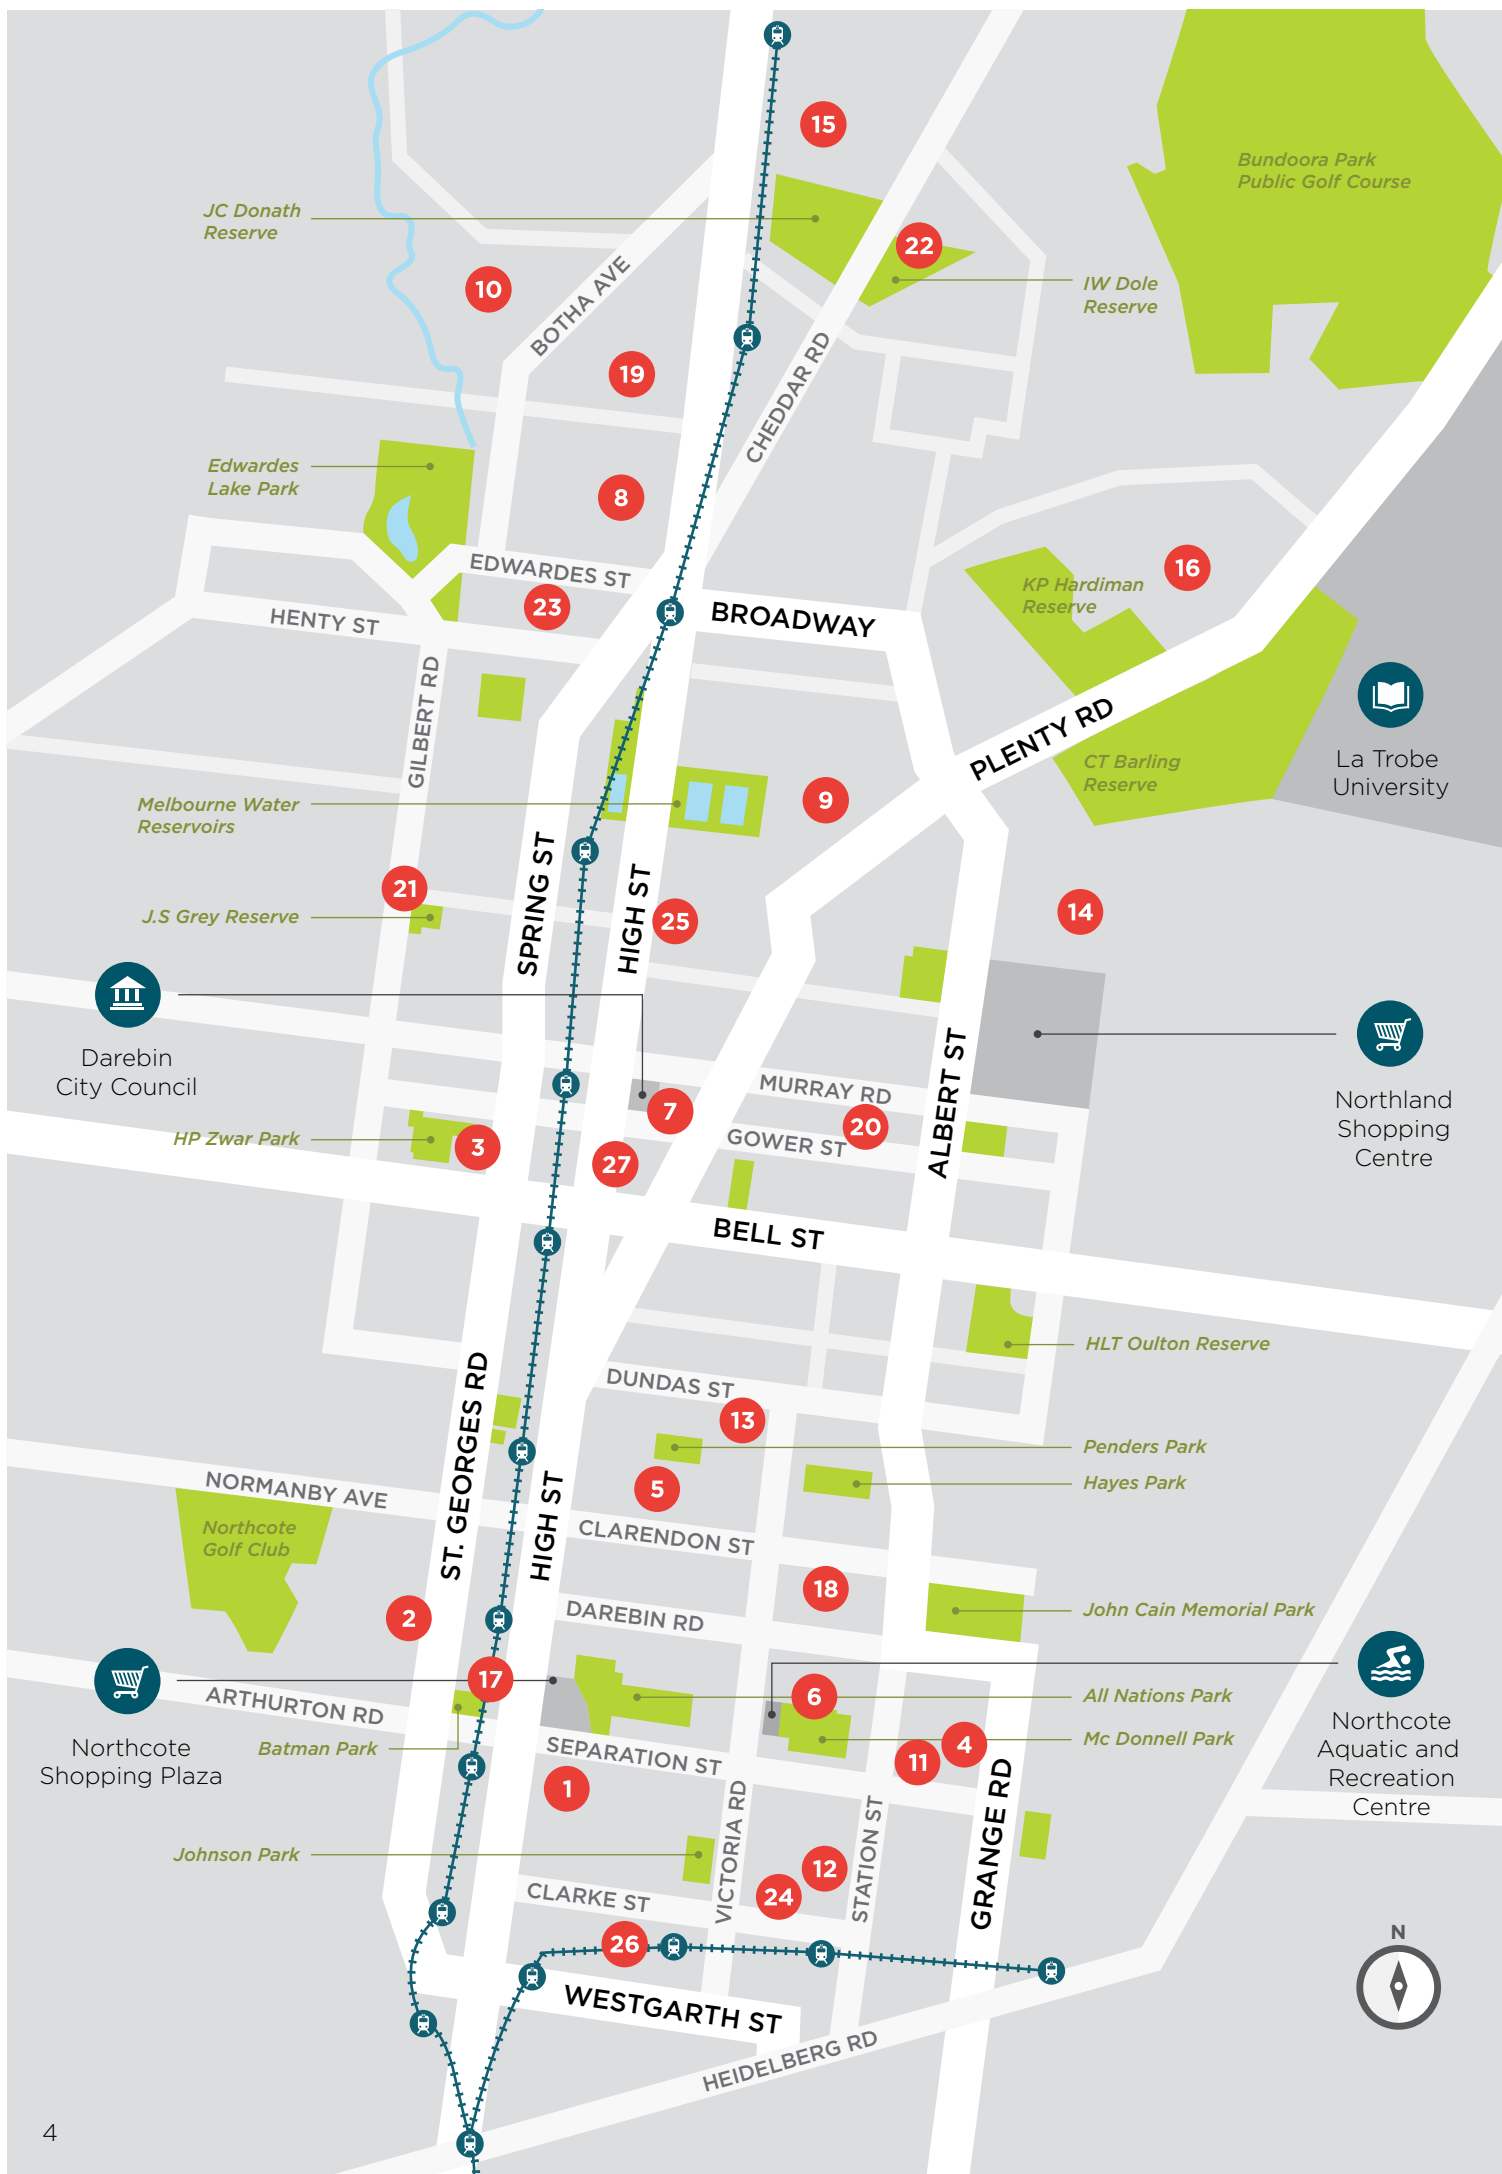 15
Bundoora Park
Public Golf Course
JC Donath
Reserve
22
10
IW Dole
Reserve
BOTHA AVE
19
CHEDDAR RD
Edwardes
Lake Park
8
EDWARDES ST
16
KP Hardiman
Reserve
23
HENTY ST
BROADWAY
GILBERT RD
PLENTY RD
La Trobe
University
CT Barling
Reserve
Melbourne Water
Reservoirs
9
SPRING ST
HIGH ST
21
J.S Grey Reserve
25
14
Darebin
City Council
MURRAY RD
ALBERT ST
Northland
Shopping
Centre
7
20
GOWER ST
HP Zwar Park
3
27
BELL ST
HLT Oulton Reserve
ST. GEORGES RD
DUNDAS ST
13
Penders Park
Hayes Park
NORMANBY AVE
5
HIGH ST
Northcote
Golf Club
CLARENDON ST
18
2
DAREBIN RD
John Cain Memorial Park
17
ARTHURTON RD
6
All Nations Park
Northcote
Shopping Plaza
Batman Park
Mc Donnell Park
Northcote
Aquatic and
Recreation
Centre
SEPARATION ST
11
4
1
VICTORIA RD
STATION ST
GRANGE RD
Johnson Park
12
CLARKE ST
24
26
N
WESTGARTH ST
HEIDELBERG RD
4